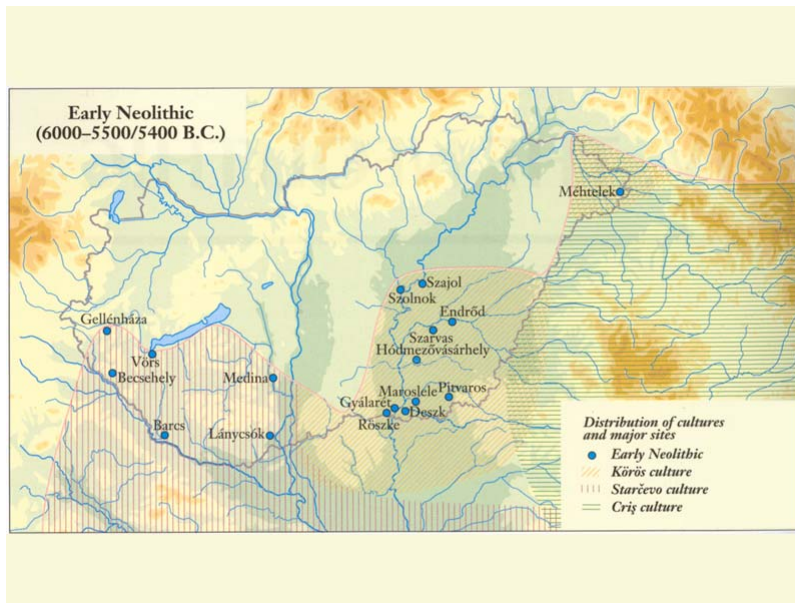 Early Neolithic
(6000–5500/5400 B.C.)
Méhtelek
Szajol
Szolnok
Endrőd
Gellénháza
Szarvas
Hódmezővásárhely
Vörs
Becsehely
Medina
Maroslele
Pitvaros
Gyálarét
Deszk
Röszke
Barcs
Lánycsók
Distribution of cultures
and major sites
Early Neolithic
Körös culture
Starčevo culture
Criş culture